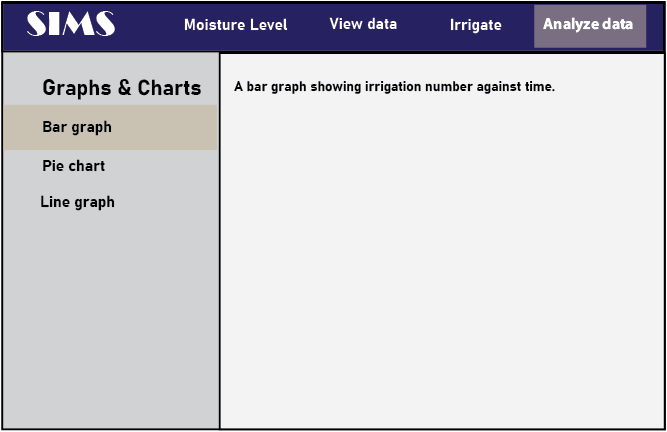 SIMS
Moisture Level
View data
Irrigate
Analyze data
Graphs & Charts
Bar graph
Pie chart
Line graph
A bar graph showing irrigation number against time.